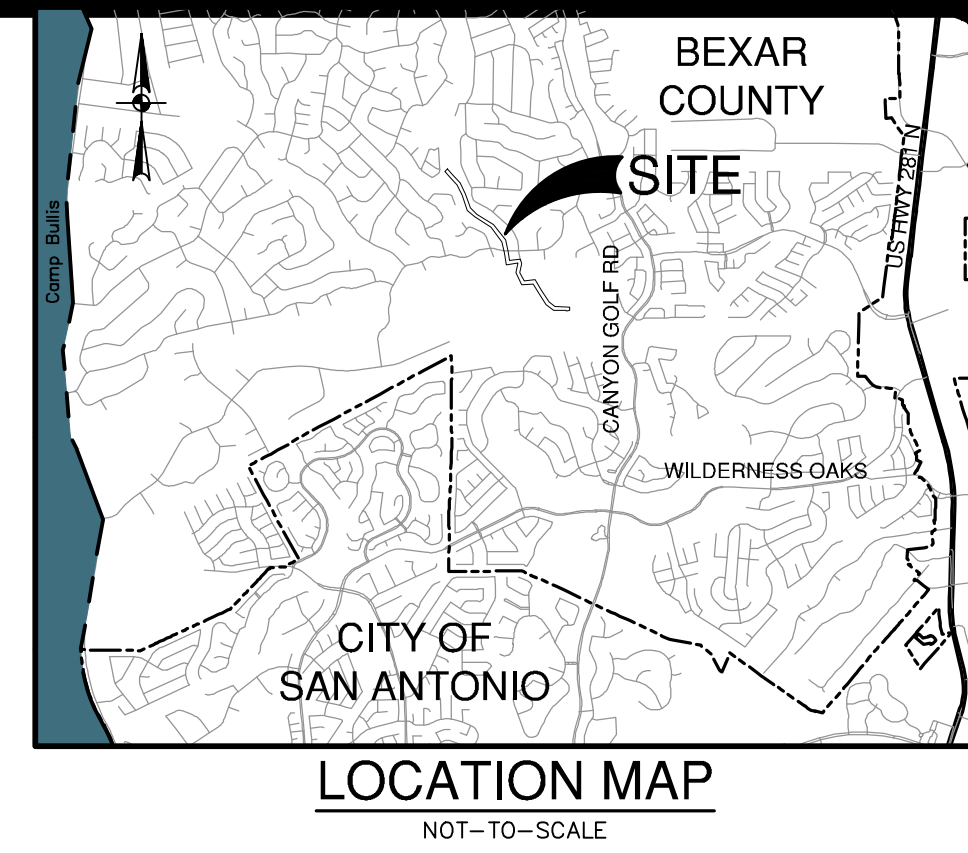 BEXAR
COUNTY
SITE
US HWY 281 N
Camp Bullis
CANYON GOLF RD
WILDERNESS OAKS
CITY OF
SAN ANTONIO
LOCATION MAP
NOT-TO-SCALE